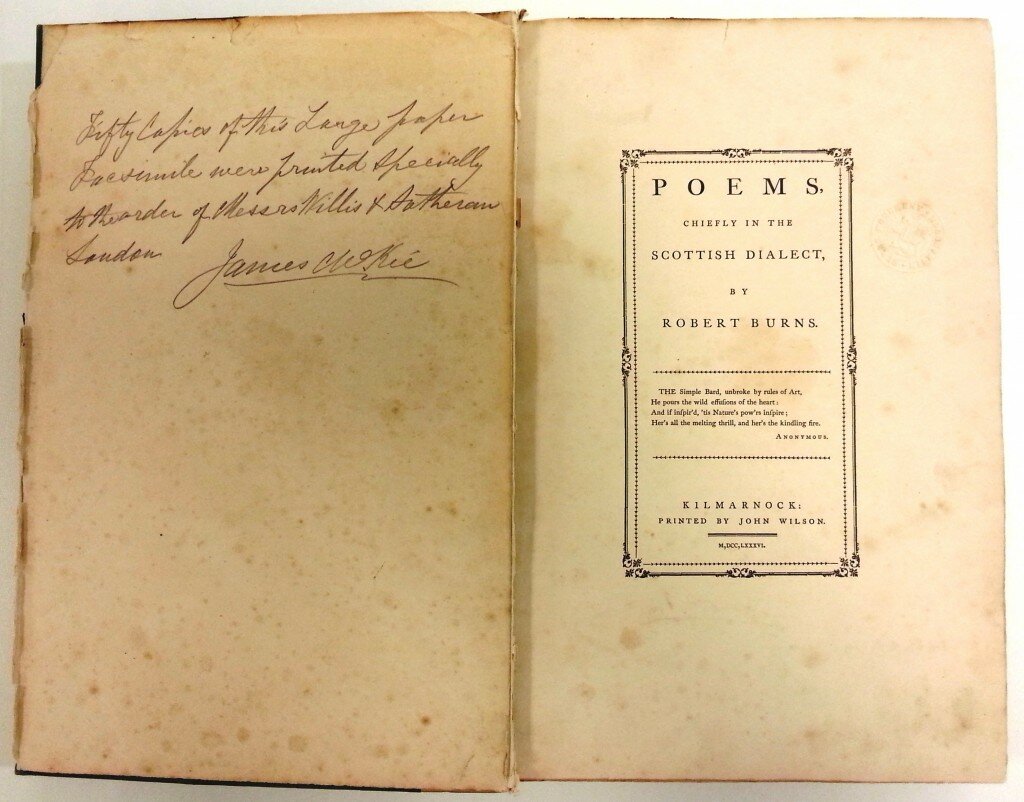 Fifty Copies of this Large paper
Facsimile were printed specially
to the order of Messrs Willis & Sotheran
London
James McKie
POEMS,
CHIEFLY IN THE
SCOTTISH DIALECT,
BY
ROBERT BURNS.
THE Simple Bard, unbroke by rules of Art,
He pours the wild effuſions of the heart:
And if inſpir'd, 'tis Nature's pow'rs inſpire;
Her's all the melting thrill, and her's the kindling fire.
ANONYMOUS.
KILMARNOCK:
PRINTED BY JOHN WILSON.
M,DCC,LXXXVI.